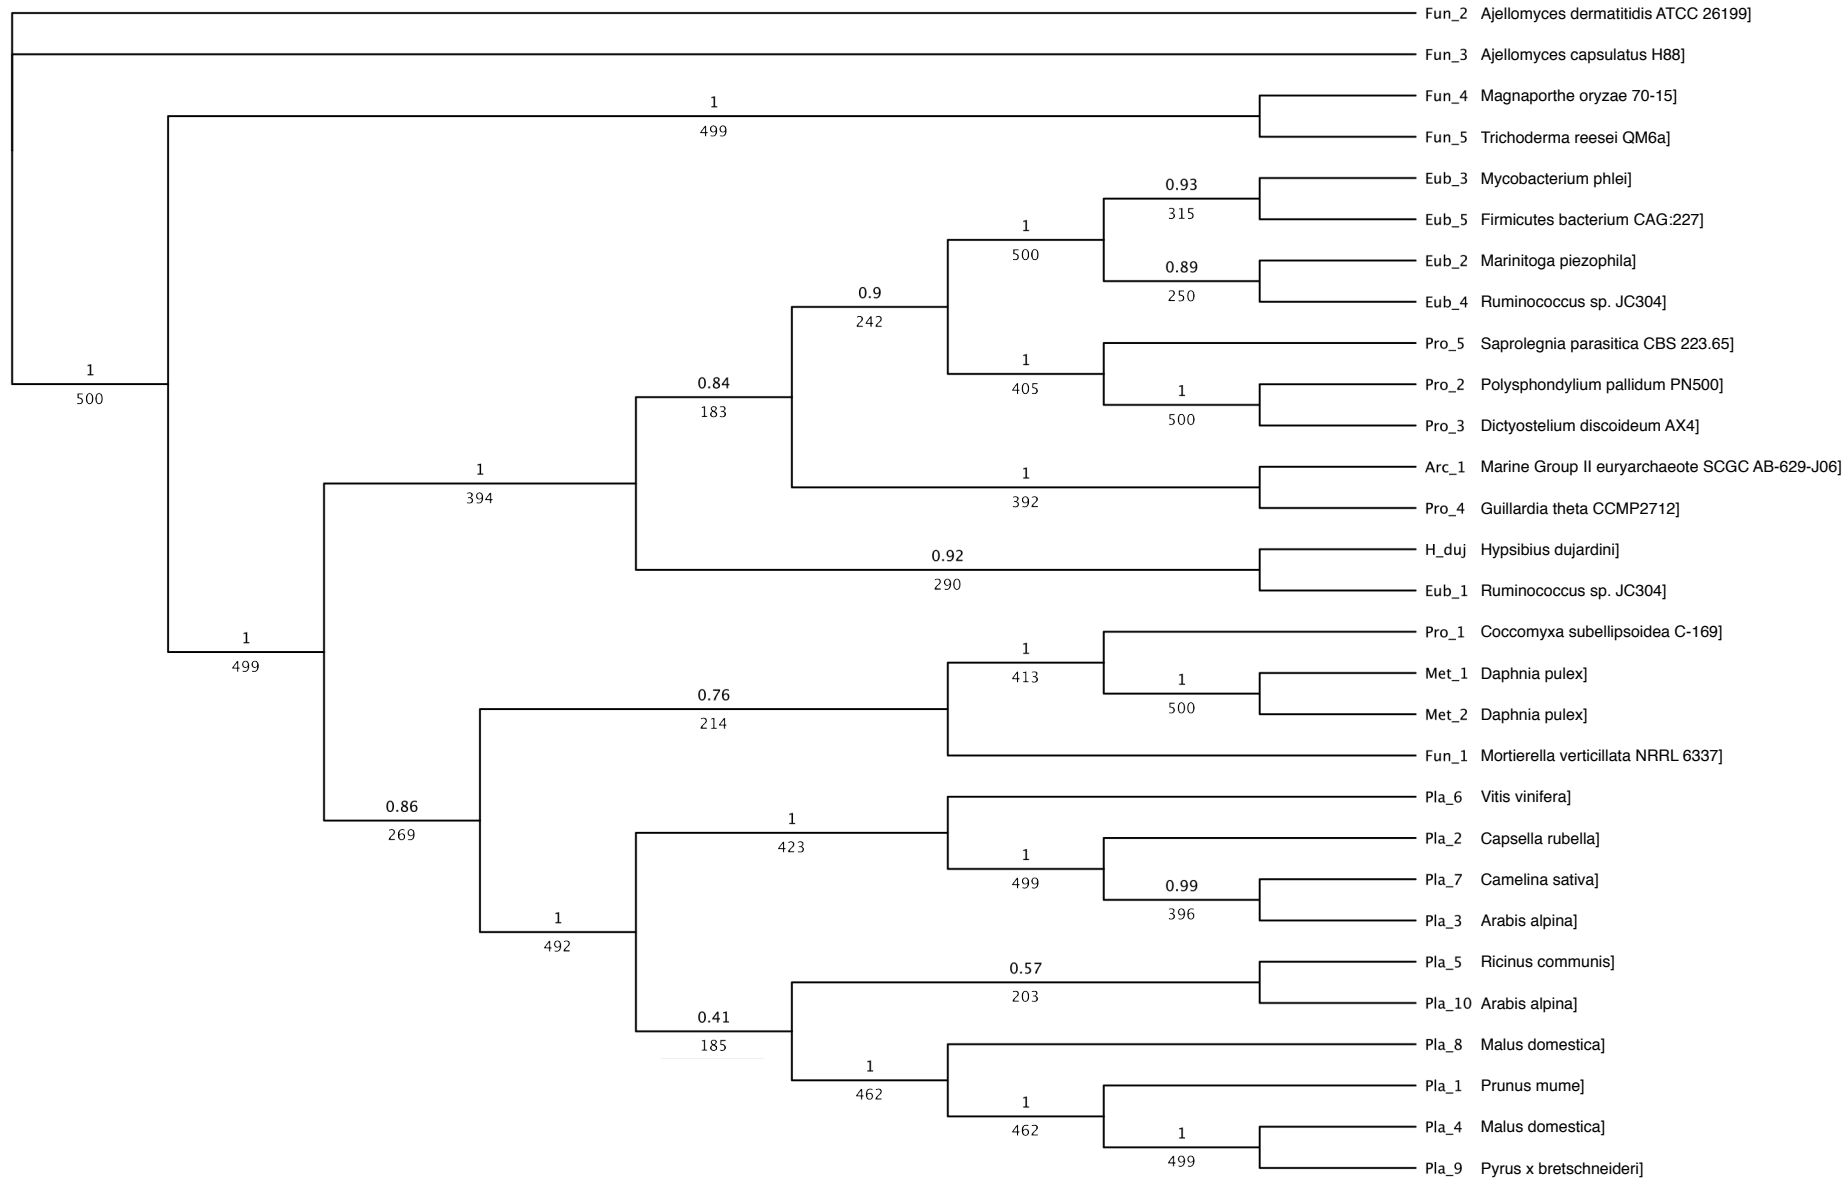 Fun_2 Ajellomyces dermatitidis ATCC 26199]
Fun_3 Ajellomyces capsulatus H88]
Fun_4 Magnaporthe oryzae 70-15]
1
499
Fun_5 Trichoderma reesei QM6a]
Eub_3 Mycobacterium phlei]
0.93
315
Eub_5 Firmicutes bacterium CAG:227]
1
500
Eub_2 Marinitoga piezophila]
0.89
250
Eub_4 Ruminococcus sp. JC304]
0.9
242
Pro_5 Saprolegnia parasitica CBS 223.65]
1
405
1
500
Pro_2 Polysphondylium pallidum PN500]
0.84
183
1
500
Pro_3 Dictyostelium discoideum AX4]
Arc_1 Marine Group II euryarchaeote SCGC AB-629-J06]
1
394
1
392
Pro_4 Guillardia theta CCMP2712]
H_duj Hypsibius dujardini]
0.92
290
Eub_1 Ruminococcus sp. JC304]
Pro_1 Coccomyxa subellipsoidea C-169]
1
499
1
413
Met_1 Daphnia pulex]
1
500
0.76
214
Met_2 Daphnia pulex]
Fun_1 Mortierella verticillata NRRL 6337]
Pla_6 Vitis vinifera]
0.86
269
1
423
Pla_2 Capsella rubella]
1
499
Pla_7 Camelina sativa]
0.99
396
Pla_3 Arabis alpina]
1
492
Pla_5 Ricinus communis]
0.57
203
Pla_10 Arabis alpina]
0.41
185
Pla_8 Malus domestica]
1
462
Pla_1 Prunus mume]
1
462
Pla_4 Malus domestica]
1
499
Pla_9 Pyrus x bretschneideri]